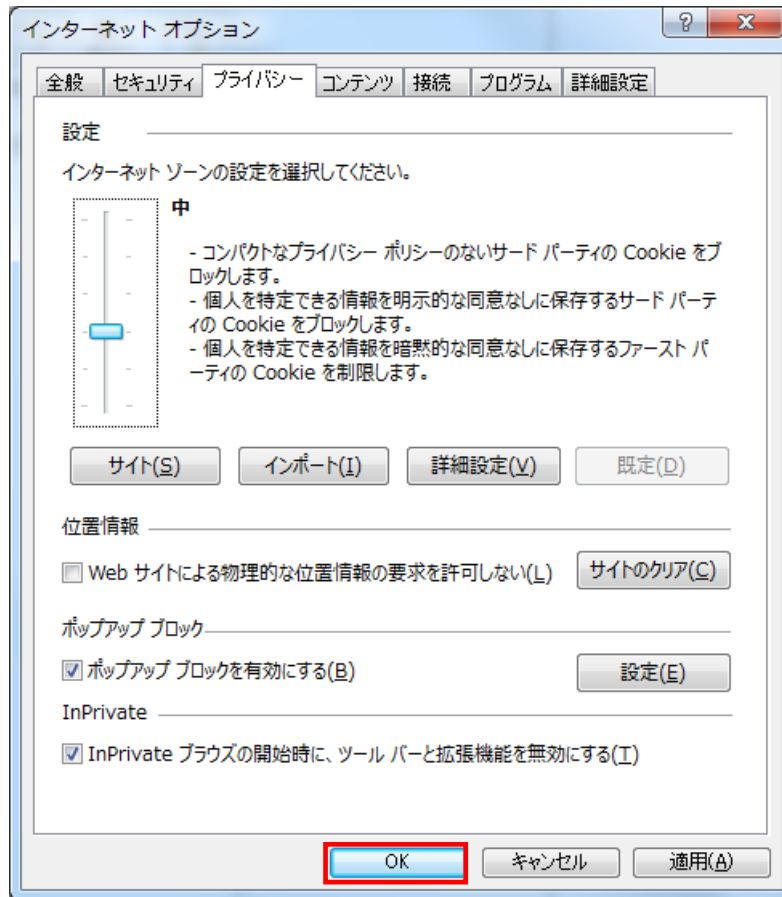 インターネット オプション
全般 セキュリティ プライバシー コンテンツ 接続 プログラム 詳細設定
設定
インターネット ゾーンの設定を選択してください。
中
- コンパクトなプライバシー ポリシーのないサード パーティの Cookie をブ
ロックします。
- 個人を特定できる情報を明示的な同意なしに保存するサード パーテ
ィの Cookie をブロックします。
- 個人を特定できる情報を暗黙的な同意なしに保存するファースト パ
ーティの Cookie を制限します。
サイト(S) インポート(I) 詳細設定(V) 既定(D)
位置情報
Web サイトによる物理的な位置情報の要求を許可しない(L) サイトのクリア(C)
ポップアップ ブロック
ポップアップ ブロックを有効にする(B) 設定(E)
InPrivate
InPrivate ブラウズの開始時に、ツール バーと拡張機能を無効にする(T)
OK キャンセル 適用(A)